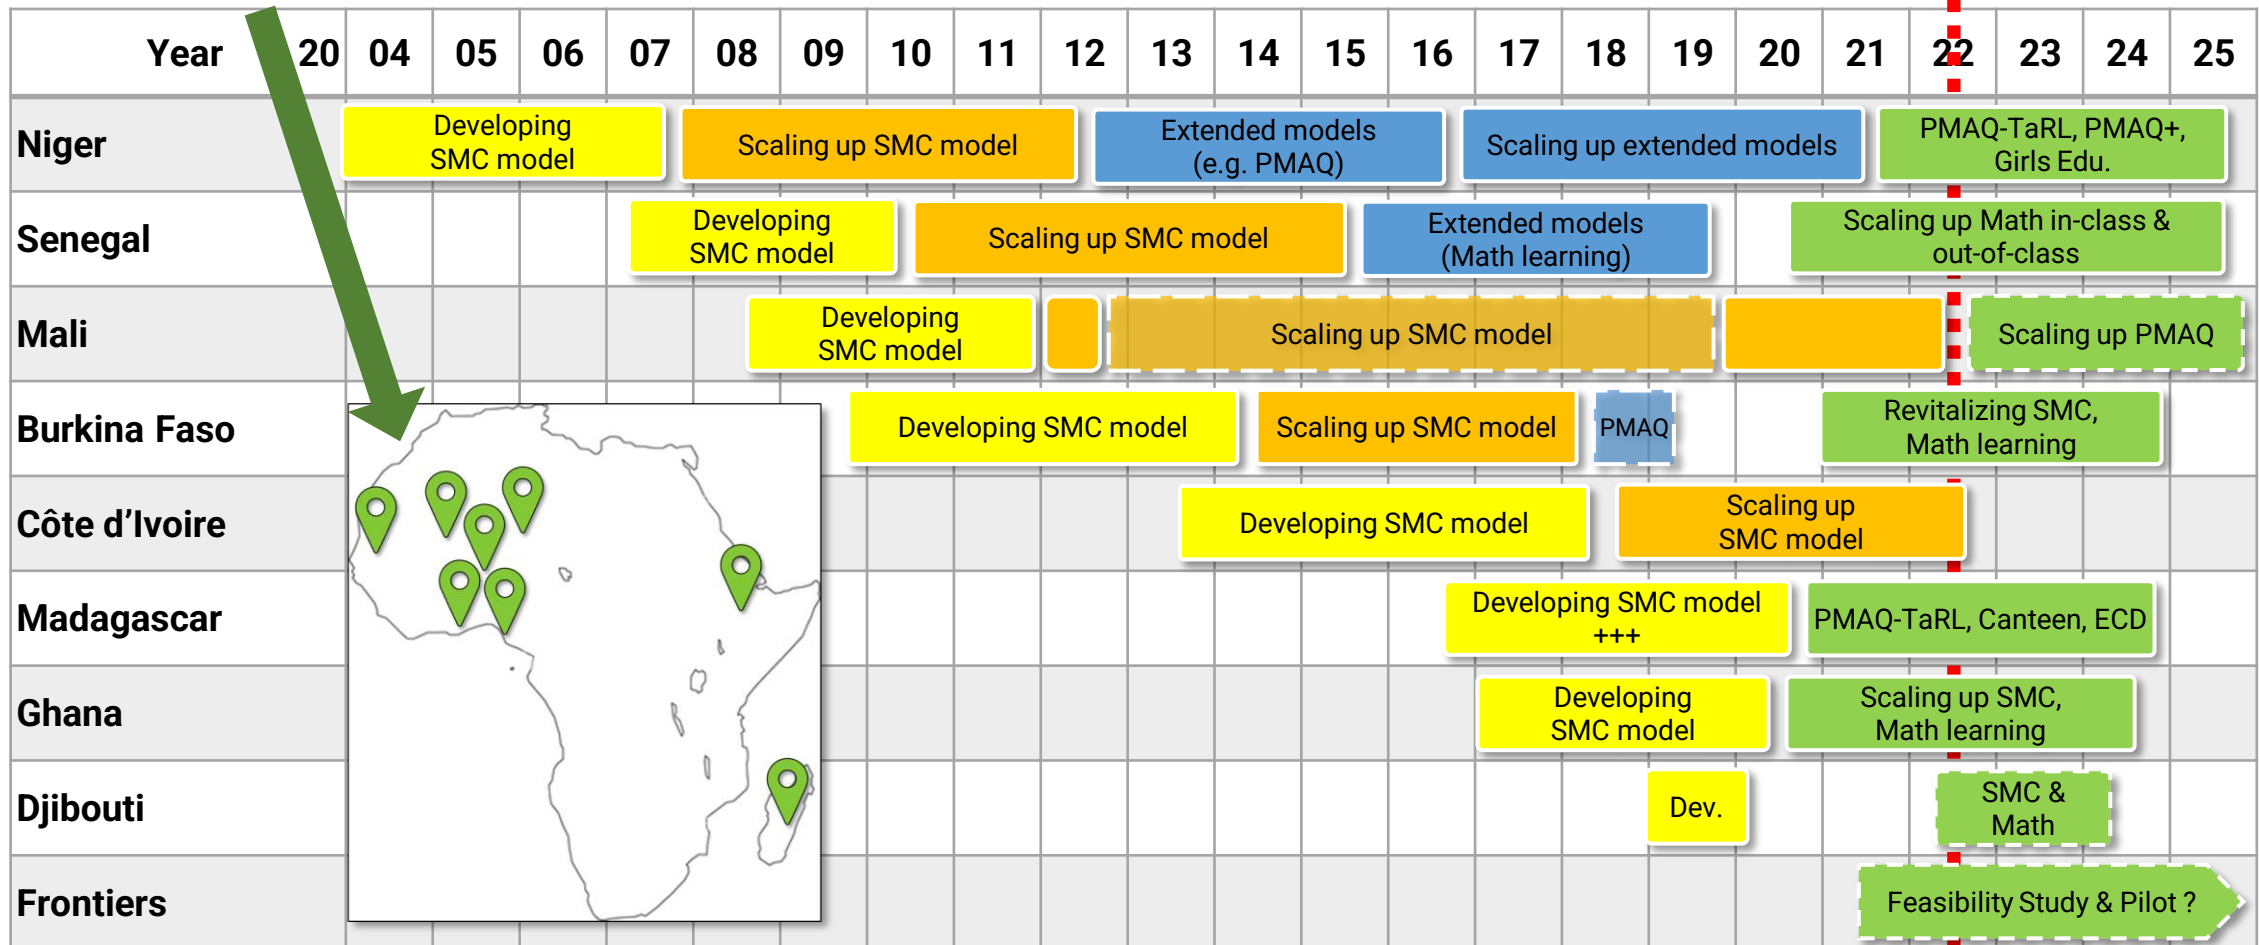 Year 20 04 05 06 07 08 09 10 11 12 13 14 15 16 17 18 19 20 21 22 23 24 25
Niger
Developing
SMC model
Scaling up SMC model
Extended models
(e.g. PMAQ)
Scaling up extended models
PMAQ-TaRL, PMAQ+,
Girls Edu.
Senegal
Developing
SMC model
Scaling up SMC model
Extended models
(Math learning)
Scaling up Math in-class &
out-of-class
Mali
Developing
SMC model
Scaling up SMC model
Scaling up PMAQ
Burkina Faso
Developing SMC model
Scaling up SMC model
PMAQ
Revitalizing SMC,
Math learning
Côte d’Ivoire
Developing SMC model
Scaling up
SMC model
Madagascar
Developing SMC model
+++
PMAQ-TaRL, Canteen, ECD
Ghana
Developing
SMC model
Scaling up SMC,
Math learning
Djibouti
Dev.
SMC &
Math
Frontiers
Feasibility Study & Pilot ?